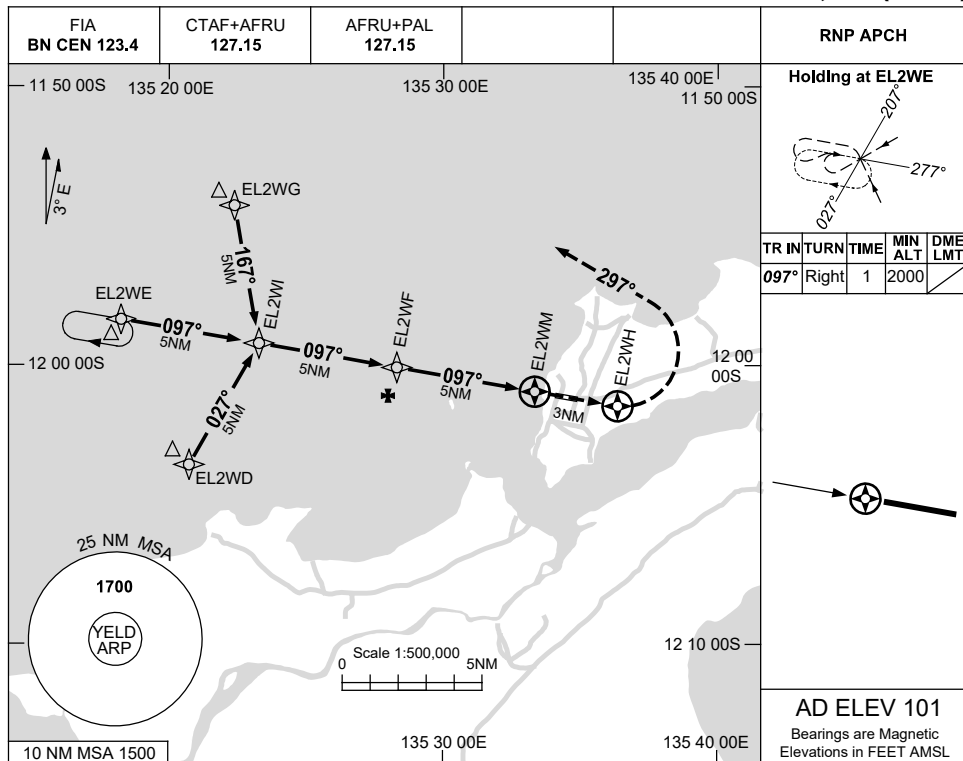 FIA
BN CEN 123.4
CTAF+AFRU
127.15
AFRU+PAL
127.15
RNP APCH
11 50 00S
135 20 00E
135 30 00E
135 40 00E
11 50 00S
3° E
EL2WG
167°
5NM
EL2WE
097°
5NM
EL2WI
097°
5NM
EL2WF
097°
5NM
EL2WM
3NM
EL2WH
297°
12 00 00S
12 00
00S
027°
5NM
EL2WD
25 NM MSA
1700
YELD
ARP
Scale 1:500,000
0
5NM
12 10 00S
135 30 00E
135 40 00E
10 NM MSA 1500
Holding at EL2WE
207°
277°
027°
TR IN TURN TIME MIN ALT DME LMT
097° Right 1 2000
AD ELEV 101
Bearings are Magnetic
Elevations in FEET AMSL